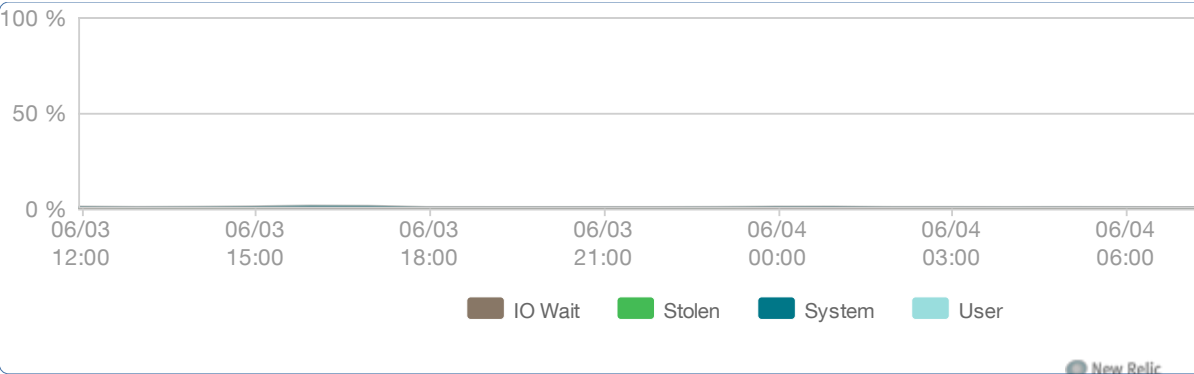 100 %
50 %
0 %
06/03 06/03 06/03 06/03 06/04 06/04 06/04
12:00 15:00 18:00 21:00 00:00 03:00 06:00
IO Wait Stolen System User
New Relic